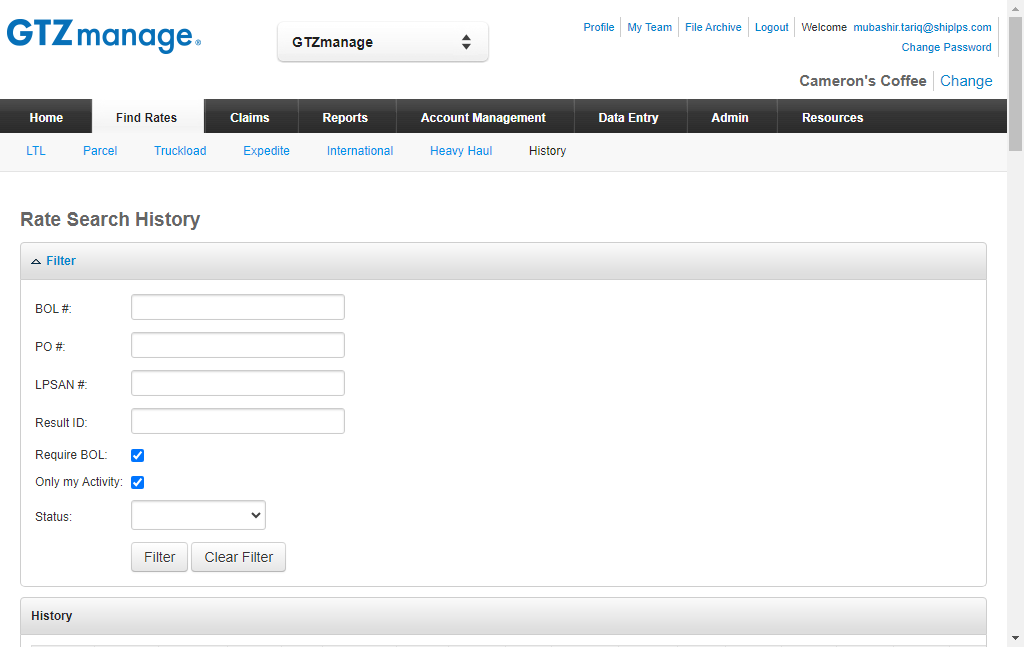 GTZmanage®
GTZmanage
Profile My Team File Archive Logout Welcome mubashir.tariq@shiplps.com
Change Password
Cameron's Coffee Change
Home Find Rates Claims Reports Account Management Data Entry Admin Resources
LTL Parcel Truckload Expedite International Heavy Haul History
Rate Search History
Filter
BOL #:
PO #:
LPSAN #:
Result ID:
Require BOL:
Only my Activity:
Status:
Filter Clear Filter
History